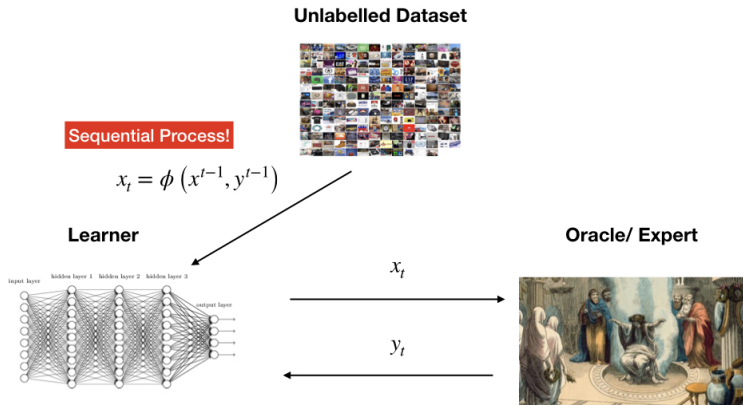 Unlabelled Dataset
Sequential Process!
x_t = ϕ (x^{t−1}, y^{t−1})
Learner
Oracle/ Expert
input layer
hidden layer 1 hidden layer 2 hidden layer 3
output layer
x_t
y_t